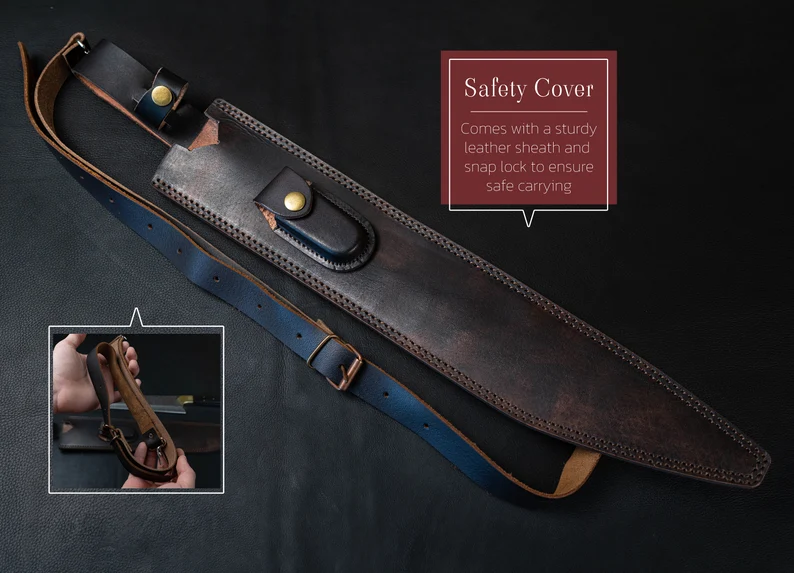 Safety Cover
Comes with a sturdy
leather sheath and
snap lock to ensure
safe carrying